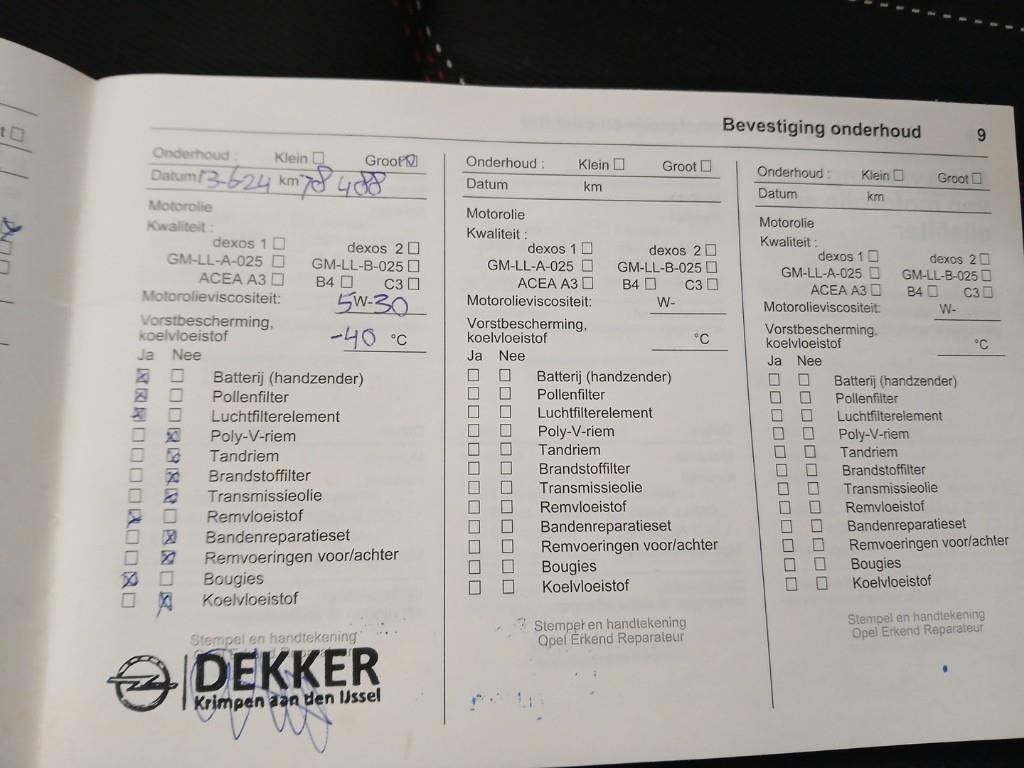 Bevestiging onderhoud 9
Onderhoud : Klein ☐ Groot ☒
Datum 13-6-24 km 78 488
Motorolie
Kwaliteit :
dexos 1 ☐ dexos 2 ☐
GM-LL-A-025 ☐ GM-LL-B-025 ☐
ACEA A3 ☐ B4 ☐ C3 ☐
Motorolieviscositeit: 5W-30
Vorstbescherming,
koelvloeistof -40 °C
Ja Nee
☒ ☐ Batterij (handzender)
☒ ☐ Pollenfilter
☒ ☐ Luchtfilterelement
☐ ☒ Poly-V-riem
☐ ☒ Tandriem
☐ ☒ Brandstoffilter
☐ ☒ Transmissieolie
☒ ☐ Remvloeistof
☐ ☒ Bandenreparatieset
☐ ☒ Remvoeringen voor/achter
☒ ☐ Bougies
☐ ☒ Koelvloeistof
Stempel en handtekening
DEKKER
Krimpen aan den IJssel
Onderhoud : Klein ☐ Groot ☐
Datum km
Motorolie
Kwaliteit :
dexos 1 ☐ dexos 2 ☐
GM-LL-A-025 ☐ GM-LL-B-025 ☐
ACEA A3 ☐ B4 ☐ C3 ☐
Motorolieviscositeit: W-
Vorstbescherming,
koelvloeistof °C
Ja Nee
☐ ☐ Batterij (handzender)
☐ ☐ Pollenfilter
☐ ☐ Luchtfilterelement
☐ ☐ Poly-V-riem
☐ ☐ Tandriem
☐ ☐ Brandstoffilter
☐ ☐ Transmissieolie
☐ ☐ Remvloeistof
☐ ☐ Bandenreparatieset
☐ ☐ Remvoeringen voor/achter
☐ ☐ Bougies
☐ ☐ Koelvloeistof
Stempel en handtekening
Opel Erkend Reparateur
Onderhoud : Klein ☐ Groot ☐
Datum km
Motorolie
Kwaliteit :
dexos 1 ☐ dexos 2 ☐
GM-LL-A-025 ☐ GM-LL-B-025 ☐
ACEA A3 ☐ B4 ☐ C3 ☐
Motorolieviscositeit: W-
Vorstbescherming,
koelvloeistof °C
Ja Nee
☐ ☐ Batterij (handzender)
☐ ☐ Pollenfilter
☐ ☐ Luchtfilterelement
☐ ☐ Poly-V-riem
☐ ☐ Tandriem
☐ ☐ Brandstoffilter
☐ ☐ Transmissieolie
☐ ☐ Remvloeistof
☐ ☐ Bandenreparatieset
☐ ☐ Remvoeringen voor/achter
☐ ☐ Bougies
☐ ☐ Koelvloeistof
Stempel en handtekening
Opel Erkend Reparateur